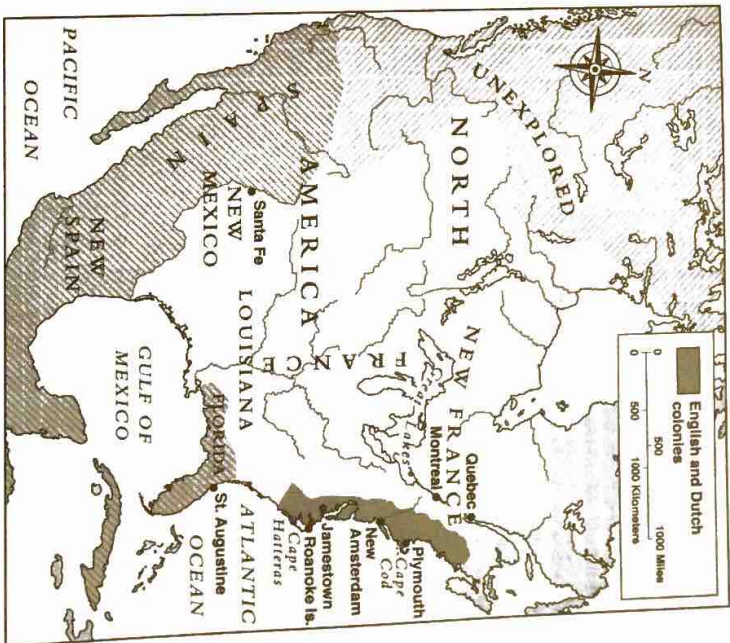 English and Dutch
colonies
0 500 1000 Miles
0 500 1000 Kilometers
N
UNEXPLORED
NORTH
AMERICA
NEW FRANCE
Quebec
Montreal
Great Lakes
Plymouth
Cape
Cod
New
Amsterdam
Jamestown
Roanoke Is.
Cape
Hatteras
ATLANTIC
OCEAN
St. Augustine
FLORIDA
LOUISIANA
FRANCE
SPAIN
Santa Fe
NEW
MEXICO
NEW
SPAIN
GULF OF
MEXICO
PACIFIC
OCEAN